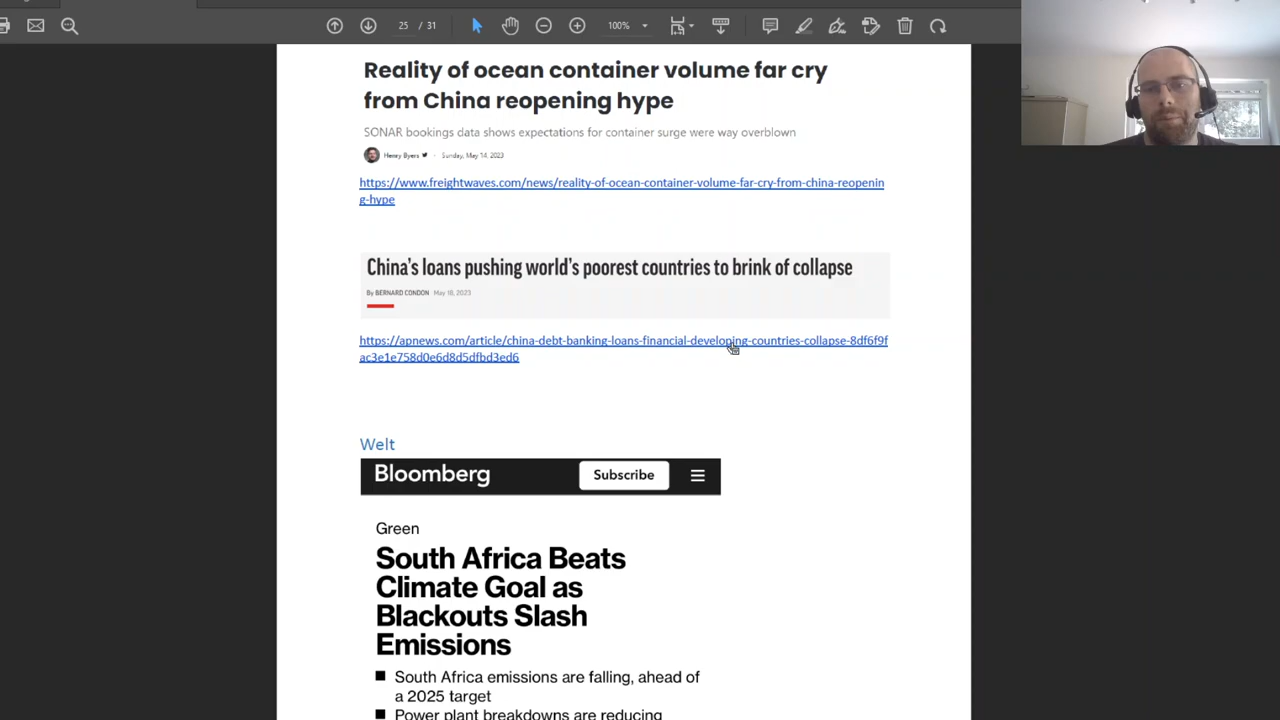 25 / 31
100%
Reality of ocean container volume far cry
from China reopening hype
SONAR bookings data shows expectations for container surge were way overblown
Henry Byers · Sunday, May 14, 2023
https://www.freightwaves.com/news/reality-of-ocean-container-volume-far-cry-from-china-reopenin
g-hype
China's loans pushing world's poorest countries to brink of collapse
By BERNARD CONDON May 18, 2023
https://apnews.com/article/china-debt-banking-loans-financial-developing-countries-collapse-8df6f9f
ac3e1e758d0e6d8d5dfbd3ed6
Welt
Bloomberg Subscribe
Green
South Africa Beats
Climate Goal as
Blackouts Slash
Emissions
■ South Africa emissions are falling, ahead of
a 2025 target
■ Power plant breakdowns are reducing